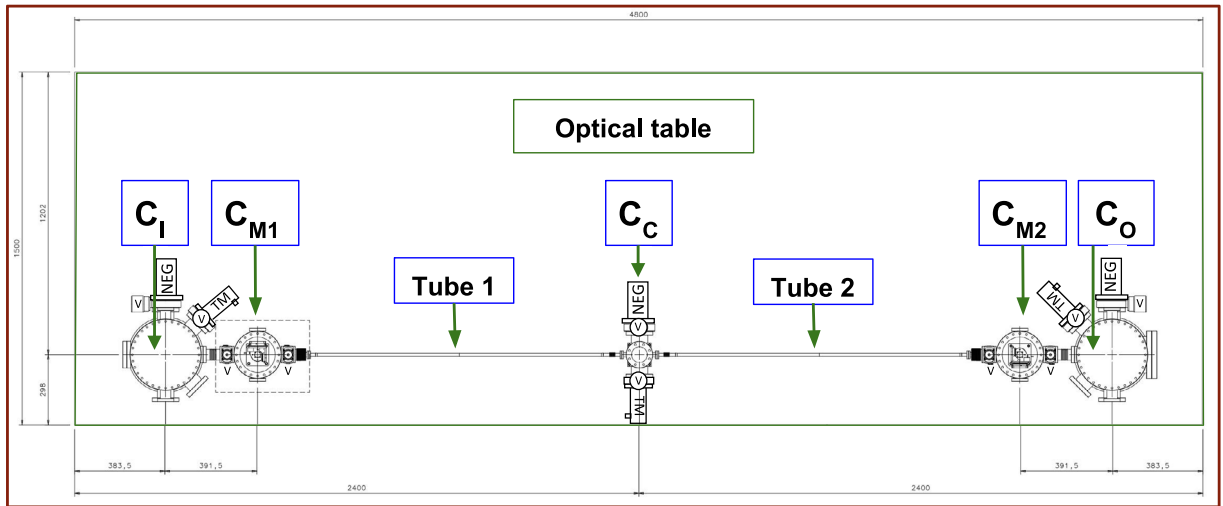 4800
Optical table
1202
1500
298
C_I
C_M1
C_C
C_M2
C_O
NEG
V
TM
V
Tube 1
NEG
V
Tube 2
TM
V
NEG
V
V
V
V
V
V
TM
383,5
391,5
391,5
383,5
2400
2400